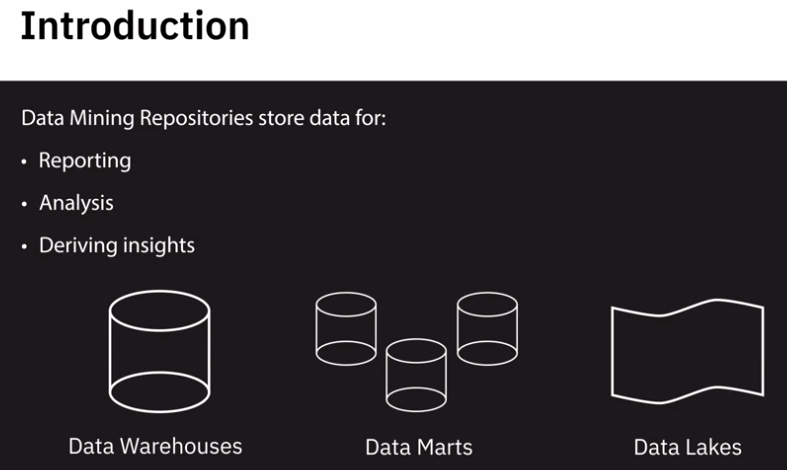 Introduction
Data Mining Repositories store data for:
• Reporting
• Analysis
• Deriving insights
Data Warehouses
Data Marts
Data Lakes